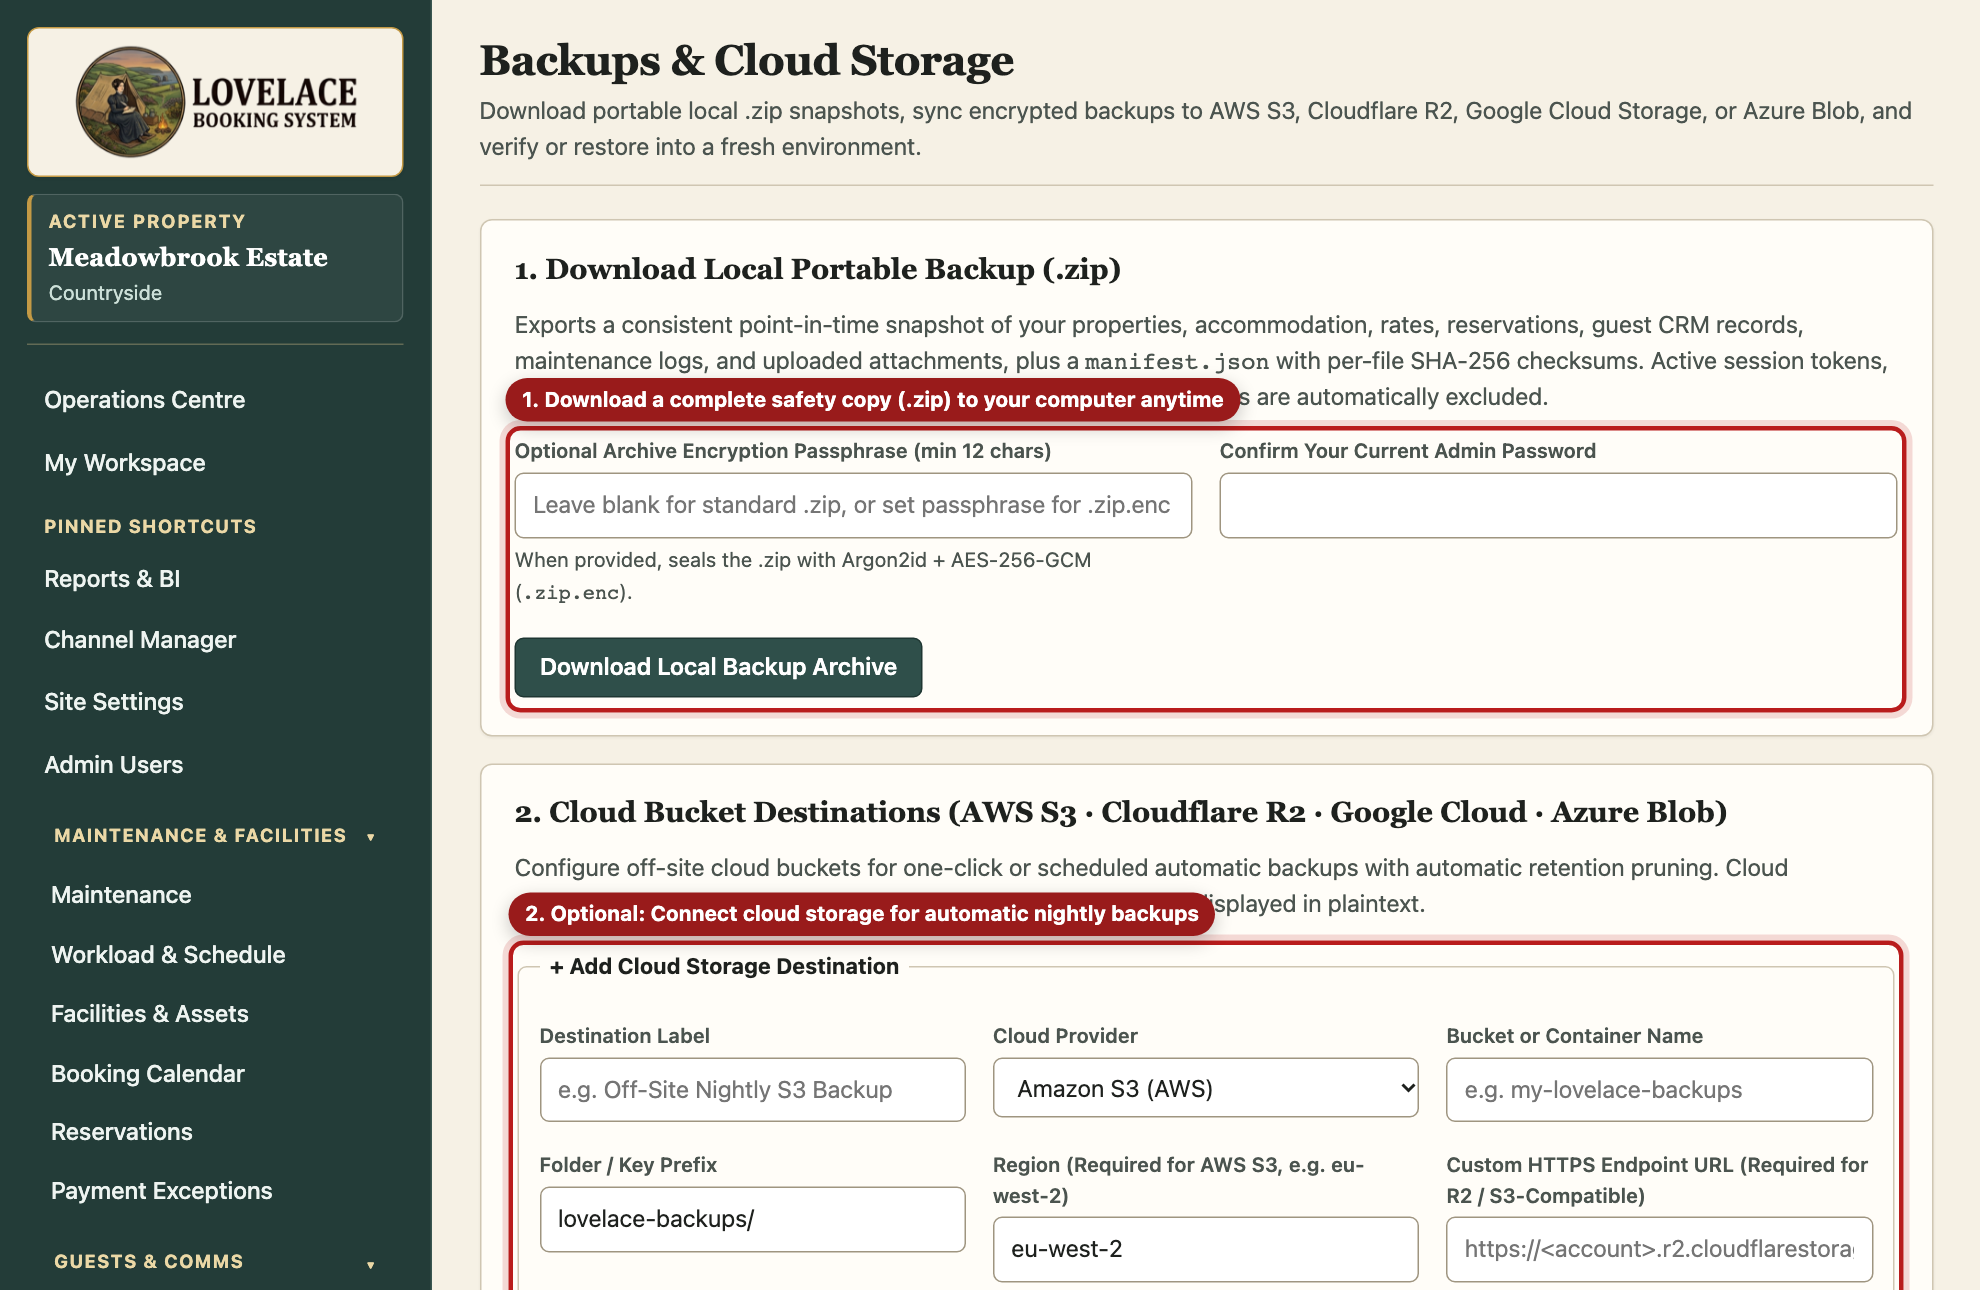 LOVELACE
BOOKING SYSTEM
ACTIVE PROPERTY
Meadowbrook Estate
Countryside
Operations Centre
My Workspace
PINNED SHORTCUTS
Reports & BI
Channel Manager
Site Settings
Admin Users
MAINTENANCE & FACILITIES ▾
Maintenance
Workload & Schedule
Facilities & Assets
Booking Calendar
Reservations
Payment Exceptions
GUESTS & COMMS ▾
Backups & Cloud Storage
Download portable local .zip snapshots, sync encrypted backups to AWS S3, Cloudflare R2, Google Cloud Storage, or Azure Blob, and
verify or restore into a fresh environment.
1. Download Local Portable Backup (.zip)
Exports a consistent point-in-time snapshot of your properties, accommodation, rates, reservations, guest CRM records,
maintenance logs, and uploaded attachments, plus a manifest.json with per-file SHA-256 checksums. Active session tokens,
1. Download a complete safety copy (.zip) to your computer anytime
are automatically excluded.
Optional Archive Encryption Passphrase (min 12 chars)
Leave blank for standard .zip, or set passphrase for .zip.enc
When provided, seals the .zip with Argon2id + AES-256-GCM
(.zip.enc).
Confirm Your Current Admin Password
Download Local Backup Archive
2. Cloud Bucket Destinations (AWS S3 · Cloudflare R2 · Google Cloud · Azure Blob)
Configure off-site cloud buckets for one-click or scheduled automatic backups with automatic retention pruning. Cloud
2. Optional: Connect cloud storage for automatic nightly backups
in plaintext.
+ Add Cloud Storage Destination
Destination Label
e.g. Off-Site Nightly S3 Backup
Cloud Provider
Amazon S3 (AWS)
Bucket or Container Name
e.g. my-lovelace-backups
Folder / Key Prefix
lovelace-backups/
Region (Required for AWS S3, e.g. eu-
west-2)
eu-west-2
Custom HTTPS Endpoint URL (Required for
R2 / S3-Compatible)
https://<account>.r2.cloudflarestora